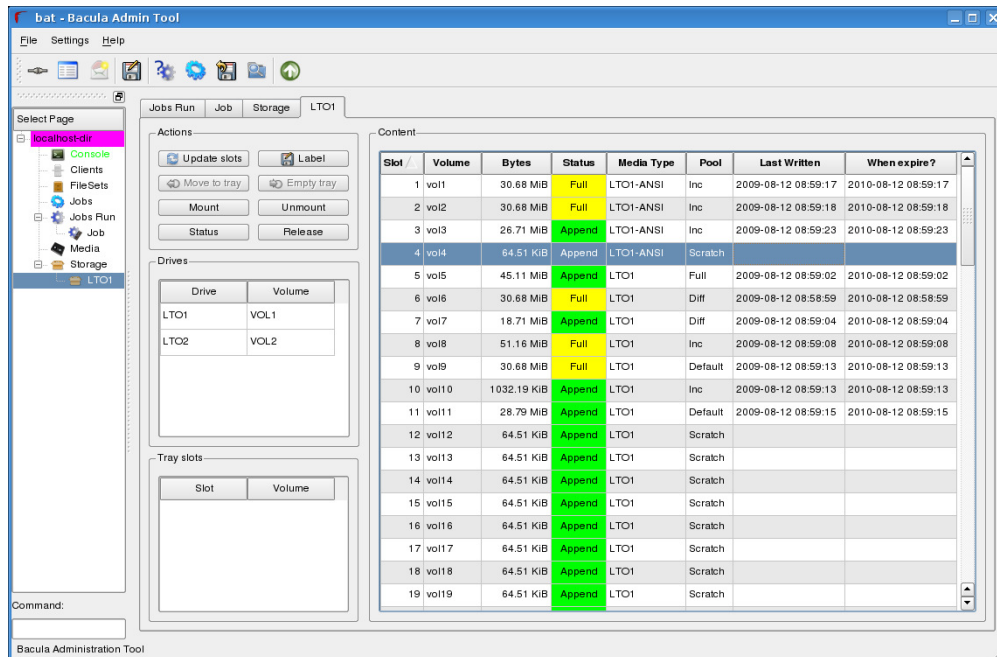 bat - Bacula Admin Tool
File Settings Help
Select Page
localhost-dir
Console
Clients
FileSets
Jobs
Jobs Run
Job
Media
Storage
LTO1
Command:
Jobs Run Job Storage LTO1
Actions
Update slots Label
Move to tray Empty tray
Mount Unmount
Status Release
Drives
Drive Volume
LTO1 VOL1
LTO2 VOL2
Tray slots
Slot Volume
Content
Slot Volume Bytes Status Media Type Pool Last Written When expire?
1 vol1 30.68 MiB Full LTO1-ANSI Inc 2009-08-12 08:59:17 2010-08-12 08:59:17
2 vol2 30.68 MiB Full LTO1-ANSI Inc 2009-08-12 08:59:18 2010-08-12 08:59:18
3 vol3 26.71 MiB Append LTO1-ANSI Inc 2009-08-12 08:59:23 2010-08-12 08:59:23
4 vol4 64.51 KiB Append LTO1-ANSI Scratch
5 vol5 45.11 MiB Append LTO1 Full 2009-08-12 08:59:02 2010-08-12 08:59:02
6 vol6 30.68 MiB Full LTO1 Diff 2009-08-12 08:58:59 2010-08-12 08:58:59
7 vol7 18.71 MiB Append LTO1 Diff 2009-08-12 08:59:04 2010-08-12 08:59:04
8 vol8 51.16 MiB Full LTO1 Inc 2009-08-12 08:59:08 2010-08-12 08:59:08
9 vol9 30.68 MiB Full LTO1 Default 2009-08-12 08:59:13 2010-08-12 08:59:13
10 vol10 1032.19 KiB Append LTO1 Inc 2009-08-12 08:59:13 2010-08-12 08:59:13
11 vol11 28.79 MiB Append LTO1 Default 2009-08-12 08:59:15 2010-08-12 08:59:15
12 vol12 64.51 KiB Append LTO1 Scratch
13 vol13 64.51 KiB Append LTO1 Scratch
14 vol14 64.51 KiB Append LTO1 Scratch
15 vol15 64.51 KiB Append LTO1 Scratch
16 vol16 64.51 KiB Append LTO1 Scratch
17 vol17 64.51 KiB Append LTO1 Scratch
18 vol18 64.51 KiB Append LTO1 Scratch
19 vol19 64.51 KiB Append LTO1 Scratch
Bacula Administration Tool